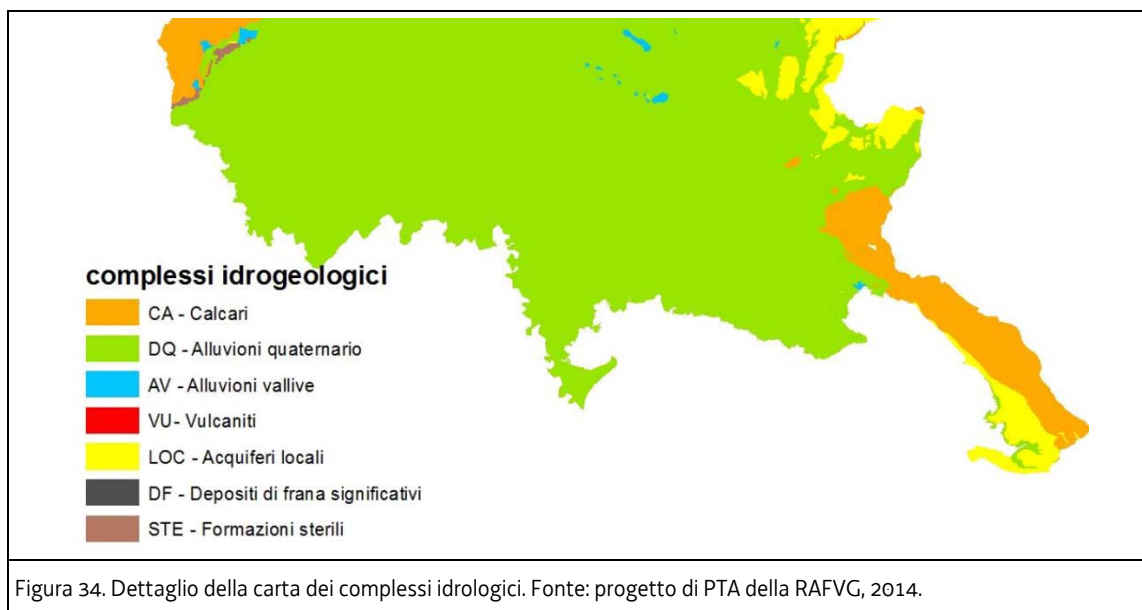 complessi idrogeologici
CA - Calcari
DQ - Alluvioni quaternario
AV - Alluvioni vallive
VU- Vulcaniti
LOC - Acquiferi locali
DF - Depositi di frana significativi
STE - Formazioni sterili
Figura 34. Dettaglio della carta dei complessi idrologici. Fonte: progetto di PTA della RAFVG, 2014.